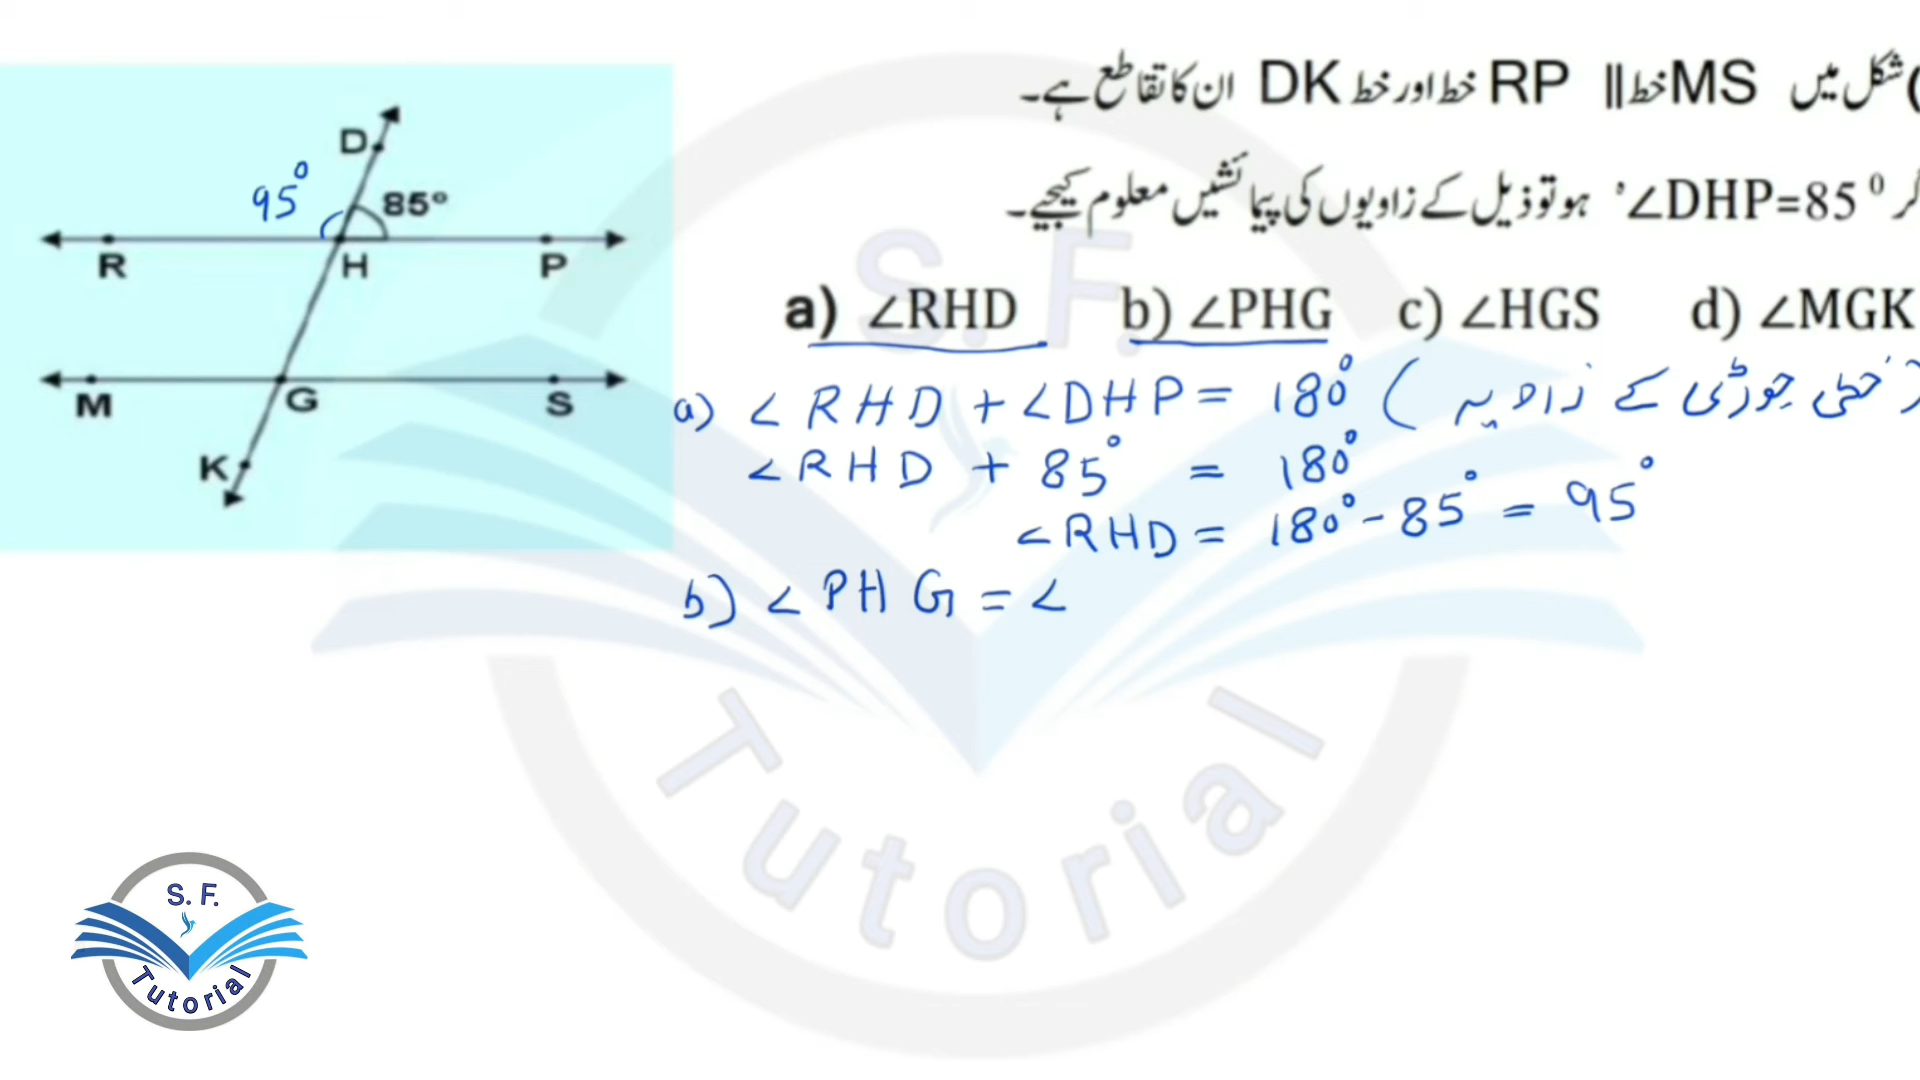 شکل میں MS خط || RP خط اور خط DK ان کا تقاطع ہے۔
∠DHP=85⁰ ’ ہو تو ذیل کے زاویوں کی پیمائشیں معلوم کیجیے۔
a) ∠RHD b) ∠PHG c) ∠HGS d) ∠MGK
D
95°
85°
R H P
M G S
K
a) ∠RHD + ∠DHP = 180° (خطی جوڑی کے زاویہ
∠RHD + 85° = 180°
∠RHD = 180° - 85° = 95°
b) ∠PHG = ∠
S. F.
Tutorial
S. F.
Tutorial